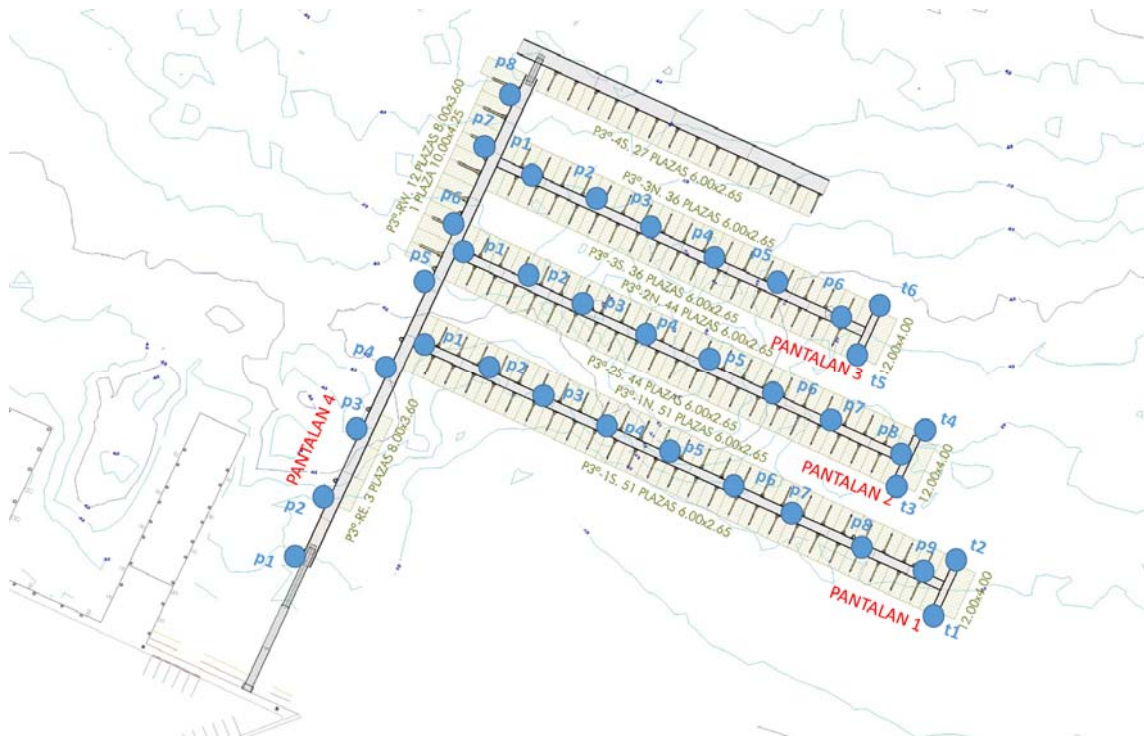 p8
p7
P3º-RW. 12 PLAZAS 8.00x3.60
1 PLAZA 10.00x4.25
p6
p5
p4
p3
p2
p1
PANTALAN 4
P3º-RE. 3 PLAZAS 8.00x3.60
P3º-4S. 27 PLAZAS 6.00x2.65
P3º-3N. 36 PLAZAS 6.00x2.65
p1
p2
p3
p4
p5
p6
t6
t5
12.00x4.00
PANTALAN 3
P3º-3S. 36 PLAZAS 6.00x2.65
P3º-2N. 44 PLAZAS 6.00x2.65
p1
p2
p3
p4
p5
p6
p7
p8
t4
t3
12.00x4.00
PANTALAN 2
P3º-2S. 44 PLAZAS 6.00x2.65
P3º-1N. 51 PLAZAS 6.00x2.65
p1
p2
p3
p4
p5
p6
p7
p8
p9
t2
t1
12.00x4.00
PANTALAN 1
P3º-1S. 51 PLAZAS 6.00x2.65